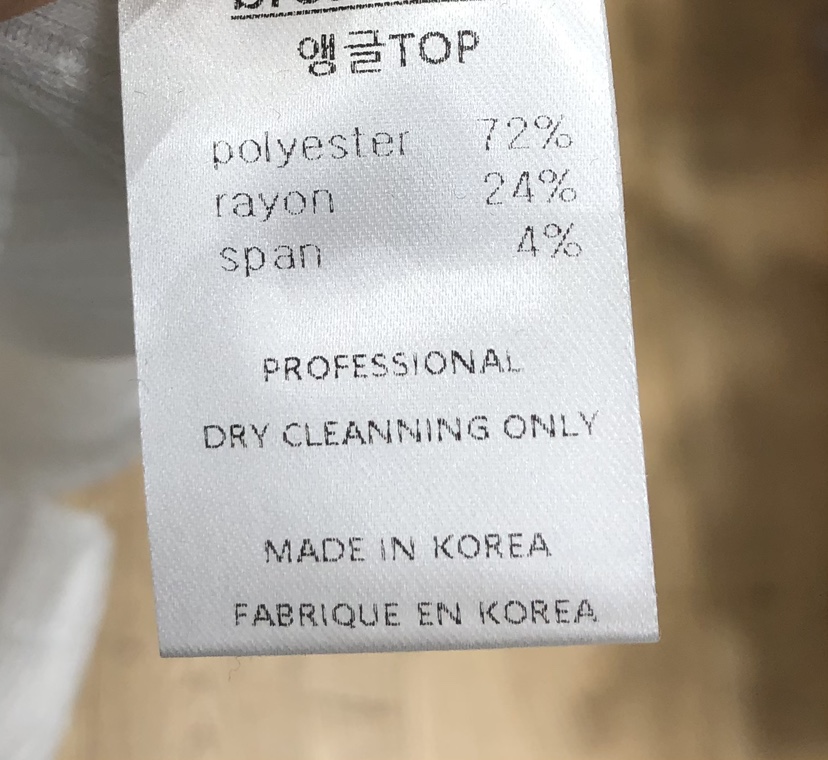 앵글TOP
polyester 72%
rayon 24%
span 4%
PROFESSIONAL
DRY CLEANNING ONLY
MADE IN KOREA
FABRIQUE EN KOREA